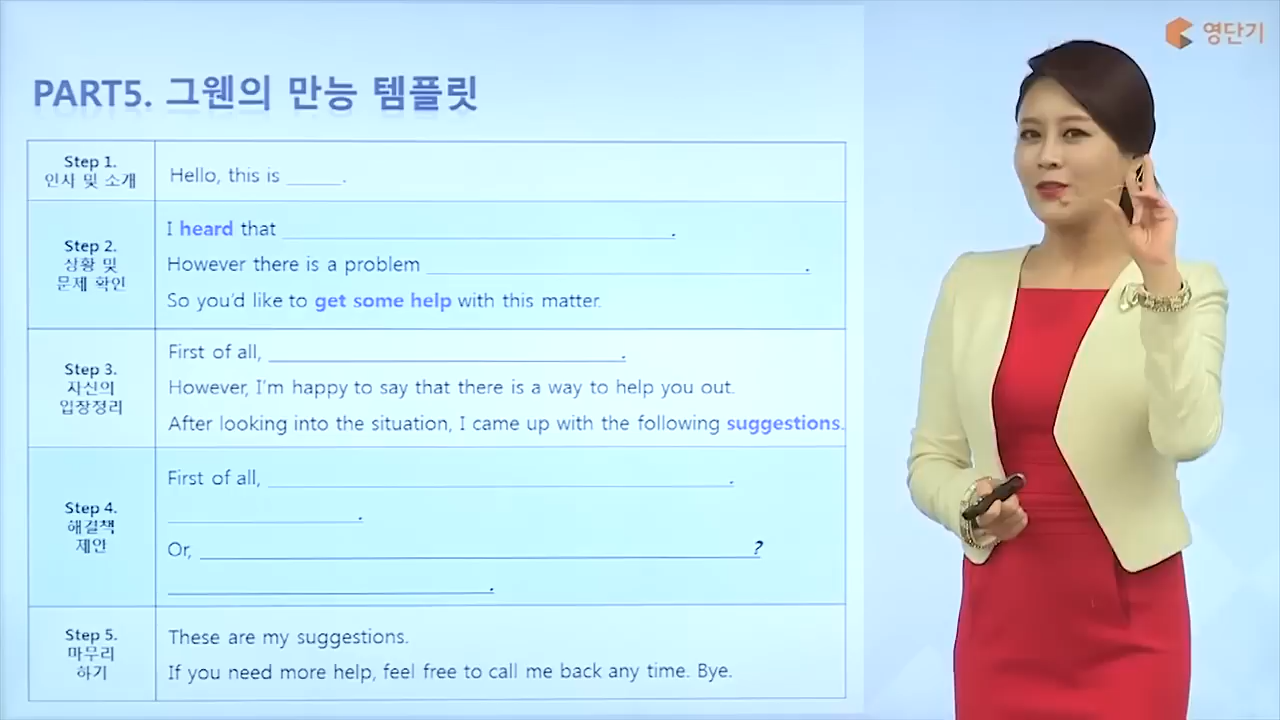 영단기
PART5. 그웬의 만능 템플릿
Step 1.
인사 및 소개
Hello, this is ______.
Step 2.
상황 및
문제 확인
I heard that ______.
However there is a problem ______.
So you'd like to get some help with this matter.
Step 3.
자신의
입장정리
First of all, ______.
However, I'm happy to say that there is a way to help you out.
After looking into the situation, I came up with the following suggestions.
Step 4.
해결책
제안
First of all, ______.
______.
Or, ______?
______.
Step 5.
마무리
하기
These are my suggestions.
If you need more help, feel free to call me back any time. Bye.